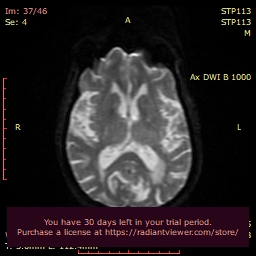 Im: 37/46
Se: 4
A
STP113
STP113
M
Ax DWI B 1000
R
L
You have 30 days left in your trial period.
Purchase a license at https://radiantviewer.com/store/